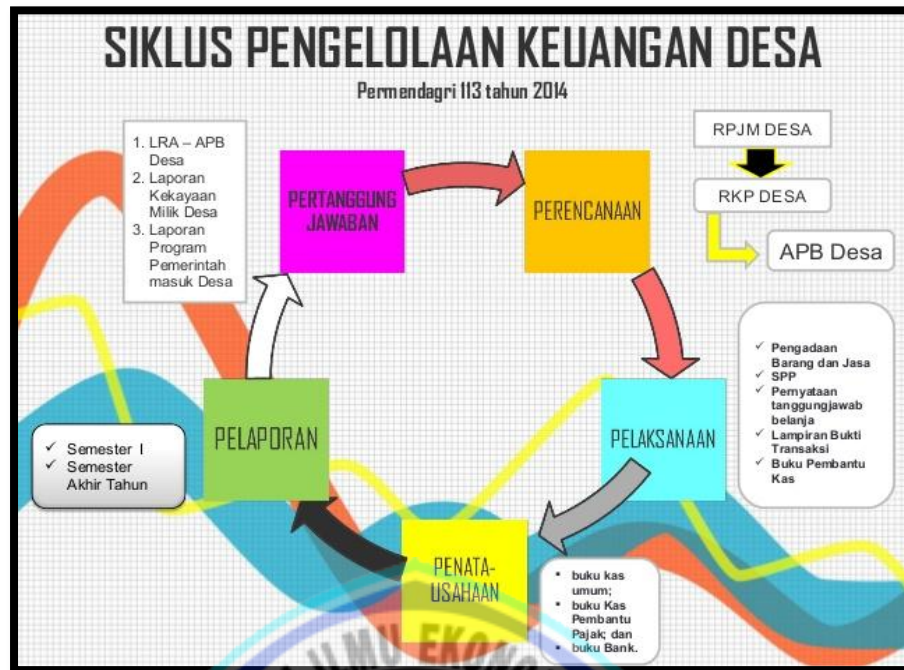 SIKLUS PENGELOLAAN KEUANGAN DESA
Permendagri 113 tahun 2014
1. LRA – APB
Desa
2. Laporan
Kekayaan
Milik Desa
3. Laporan
Program
Pemerintah
masuk Desa
PERTANGGUNG
JAWABAN
PERENCANAAN
RPJM DESA
RKP DESA
APB Desa
✓ Pengadaan
Barang dan Jasa
✓ SPP
✓ Pernyataan
tanggungjawab
belanja
✓ Lampiran Bukti
Transaksi
✓ Buku Pembantu
Kas
PELAKSANAAN
PELAPORAN
✓ Semester I
✓ Semester
Akhir Tahun
PENATA-
USAHAAN
▪ buku kas
umum;
▪ buku Kas
Pembantu
Pajak; dan
▪ buku Bank.
ILMU EKONO